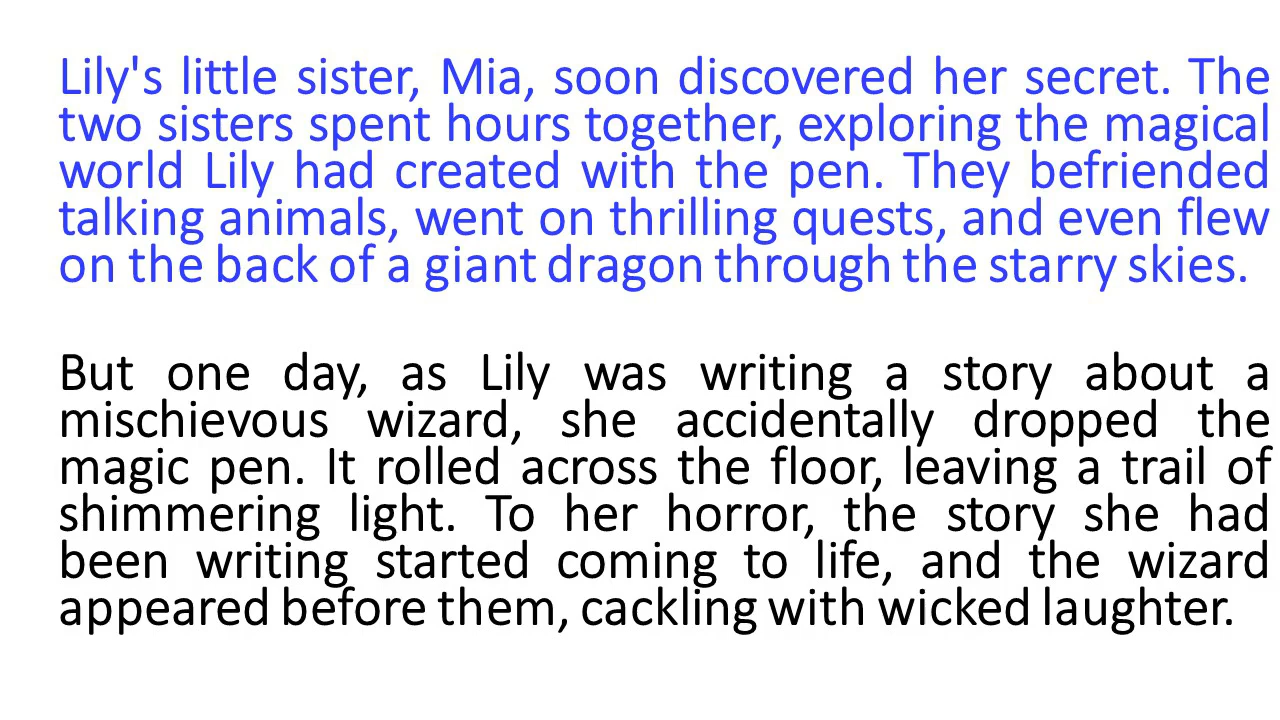 Lily's little sister, Mia, soon discovered her secret. The
two sisters spent hours together, exploring the magical
world Lily had created with the pen. They befriended
talking animals, went on thrilling quests, and even flew
on the back of a giant dragon through the starry skies.
But one day, as Lily was writing a story about a
mischievous wizard, she accidentally dropped the
magic pen. It rolled across the floor, leaving a trail of
shimmering light. To her horror, the story she had
been writing started coming to life, and the wizard
appeared before them, cackling with wicked laughter.